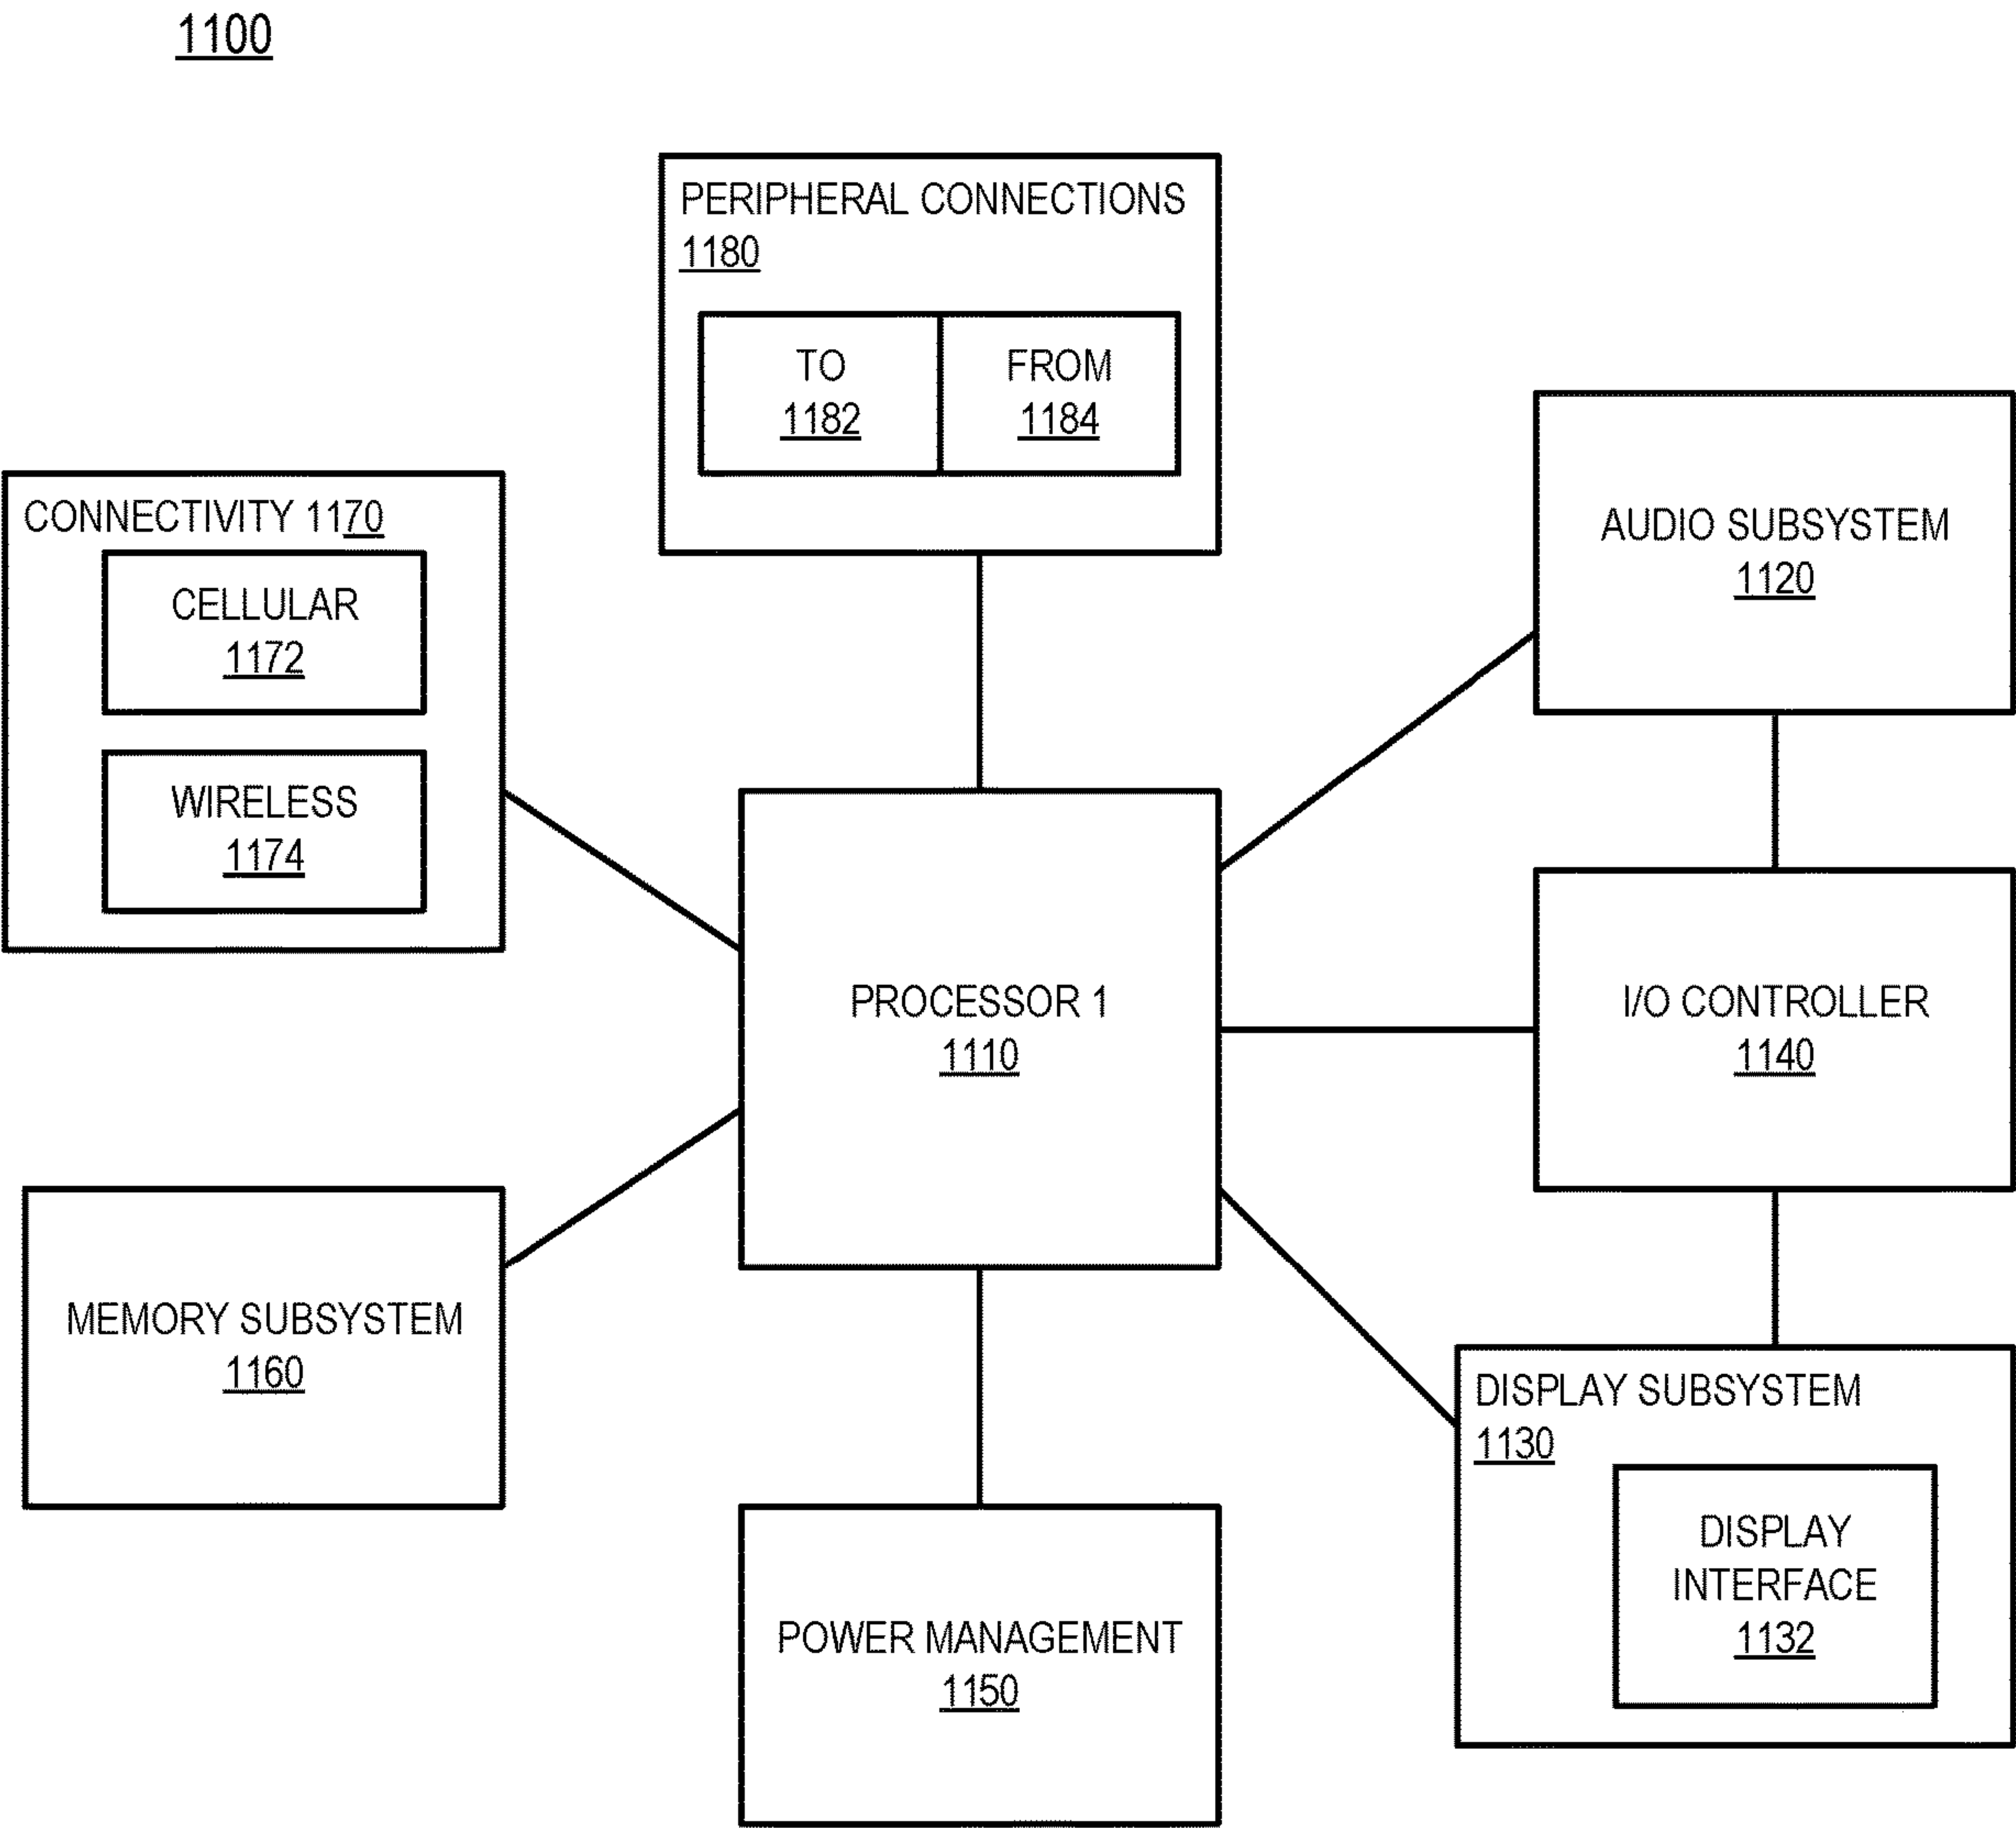 1100
PERIPHERAL CONNECTIONS
1180
TO
1182
FROM
1184
CONNECTIVITY 1170
CELLULAR
1172
WIRELESS
1174
AUDIO SUBSYSTEM
1120
PROCESSOR 1
1110
I/O CONTROLLER
1140
MEMORY SUBSYSTEM
1160
DISPLAY SUBSYSTEM
1130
DISPLAY
INTERFACE
1132
POWER MANAGEMENT
1150